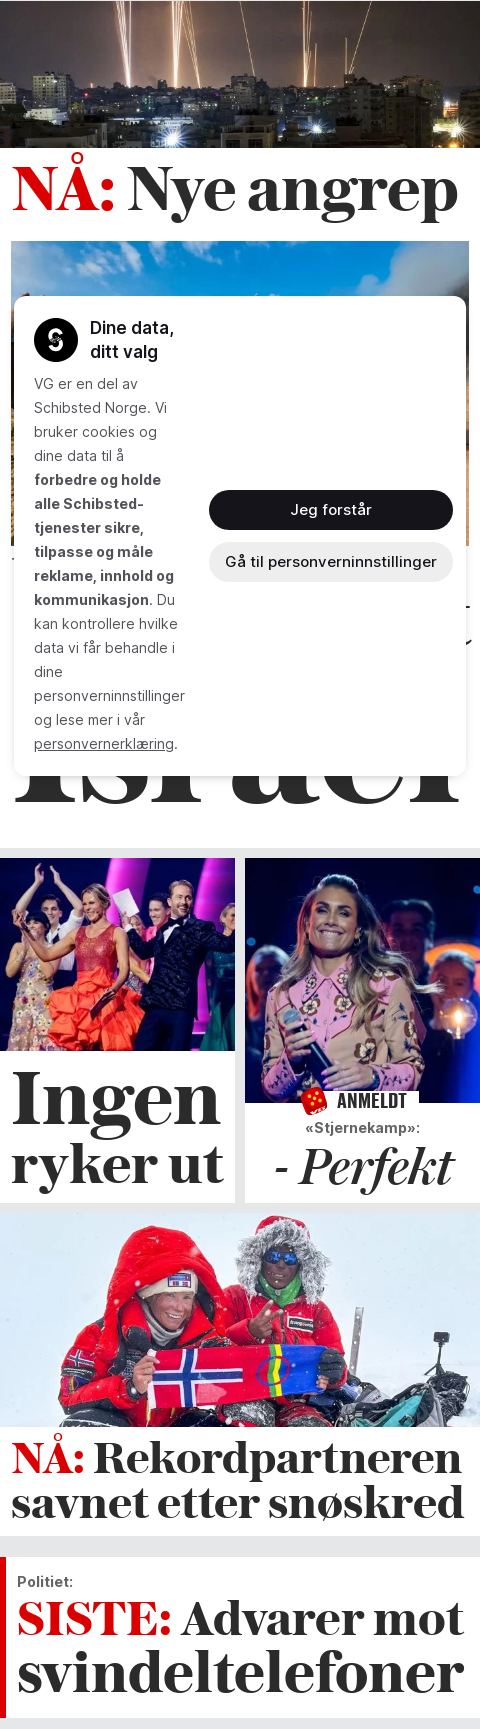 NÅ: Nye angrep
Dine data,
ditt valg
VG er en del av
Schibsted Norge. Vi
bruker cookies og
dine data til å
forbedre og holde
alle Schibsted-
tjenester sikre,
tilpasse og måle
reklame, innhold og
kommunikasjon. Du
kan kontrollere hvilke
data vi får behandle i
dine
personverninnstillinger
og lese mer i vår
personvernerklæring.
Jeg forstår
Gå til personverninnstillinger
Israel
Ingen
ryker ut
ANMELDT
«Stjernekamp»:
- Perfekt
NÅ: Rekordpartneren
savnet etter snøskred
Politiet:
SISTE: Advarer mot
svindeltelefoner